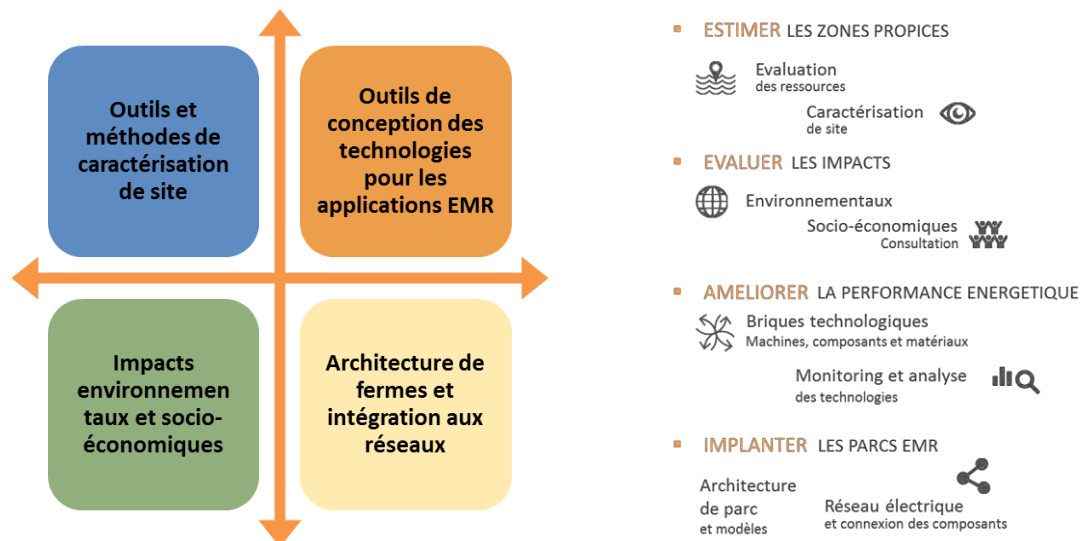 Outils et
méthodes de
caractérisation
de site
Outils de
conception des
technologies
pour les
applications EMR
Impacts
environnemen
taux et socio-
économiques
Architecture de
fermes et
intégration aux
réseaux
ESTIMER LES ZONES PROPICES
Evaluation
des ressources
Caractérisation
de site
EVALUER LES IMPACTS
Environnementaux
Socio-économiques
Consultation
AMELIORER LA PERFORMANCE ENERGETIQUE
Briques technologiques
Machines, composants et matériaux
Monitoring et analyse
des technologies
IMPLANTER LES PARCS EMR
Architecture
de parc
et modèles
Réseau électrique
et connexion des composants